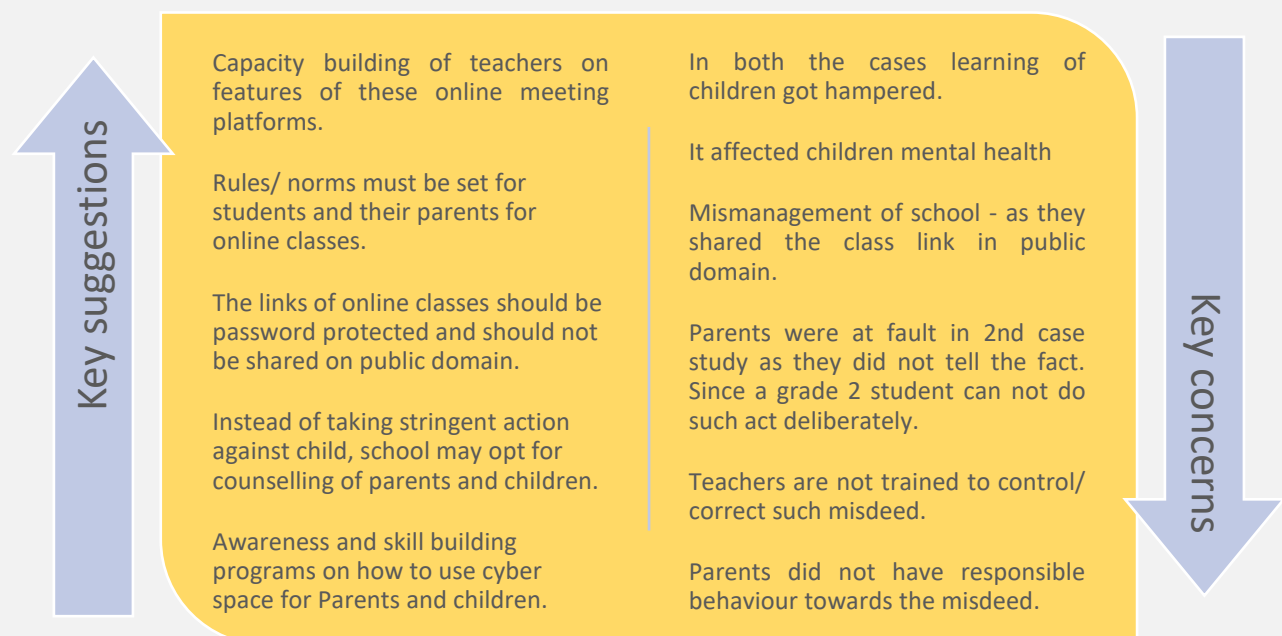 Key suggestions
Capacity building of teachers on
features of these online meeting
platforms.
Rules/ norms must be set for
students and their parents for
online classes.
The links of online classes should be
password protected and should not
be shared on public domain.
Instead of taking stringent action
against child, school may opt for
counselling of parents and children.
Awareness and skill building
programs on how to use cyber
space for Parents and children.
In both the cases learning of
children got hampered.
It affected children mental health
Mismanagement of school - as they
shared the class link in public
domain.
Parents were at fault in 2nd case
study as they did not tell the fact.
Since a grade 2 student can not do
such act deliberately.
Teachers are not trained to control/
correct such misdeed.
Parents did not have responsible
behaviour towards the misdeed.
Key concerns